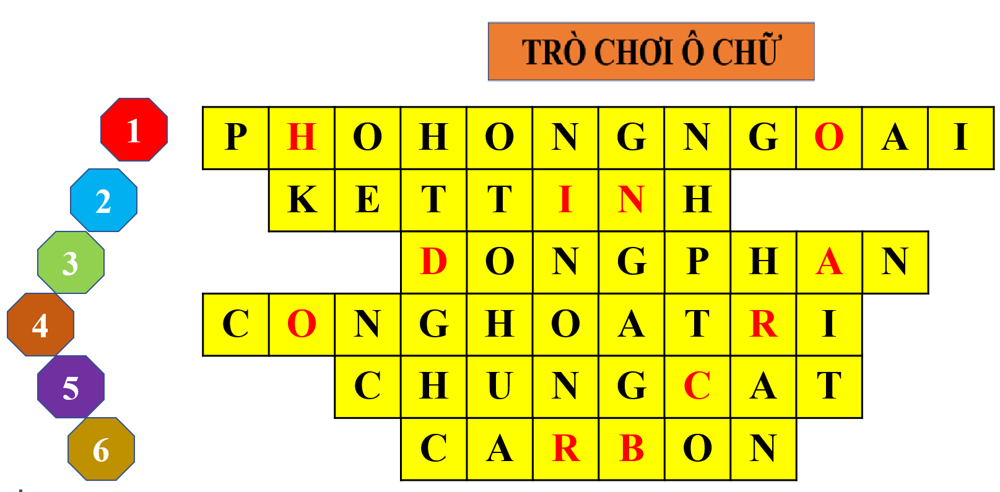 TRÒ CHƠI Ô CHỮ
1 P H O H O N G N G O A I
2 K E T T I N H
3 D O N G P H A N
4 C O N G H O A T R I
5 C H U N G C A T
6 C A R B O N